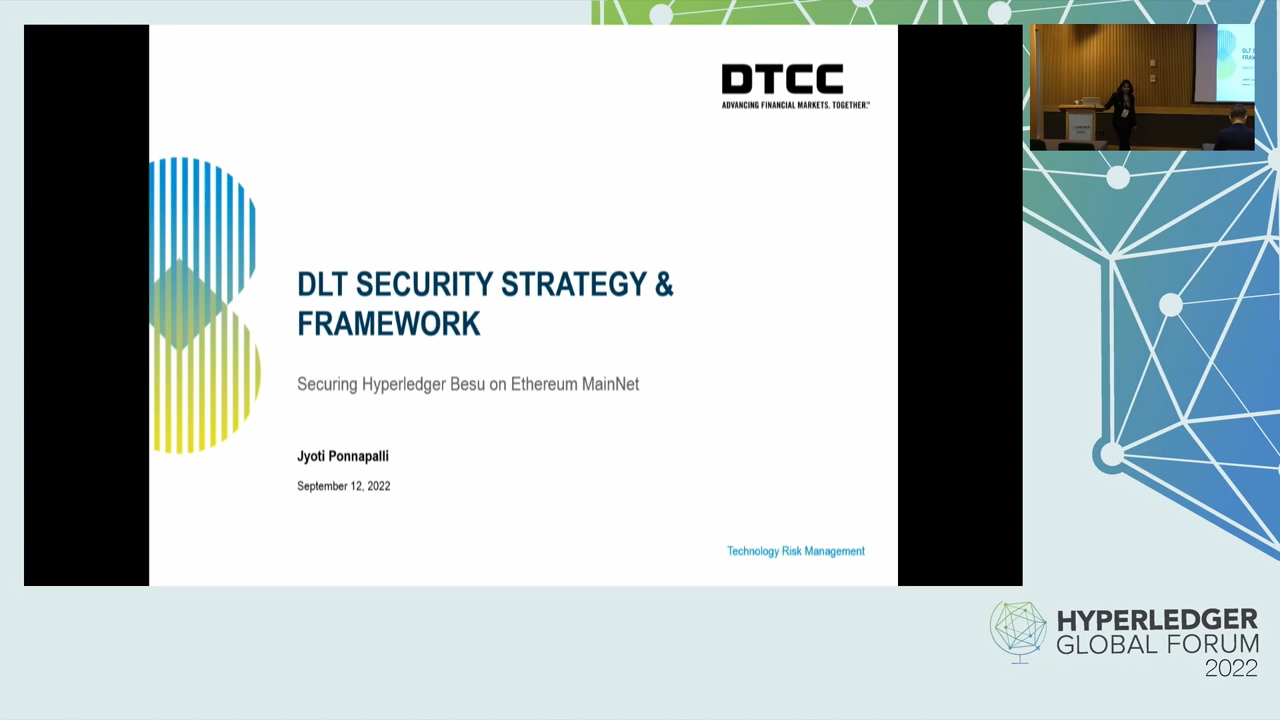 DTCC
ADVANCING FINANCIAL MARKETS. TOGETHER.™
DLT SECURITY STRATEGY &
FRAMEWORK
Securing Hyperledger Besu on Ethereum MainNet
Jyoti Ponnapalli
September 12, 2022
Technology Risk Management
HYPERLEDGER
GLOBAL FORUM
2022